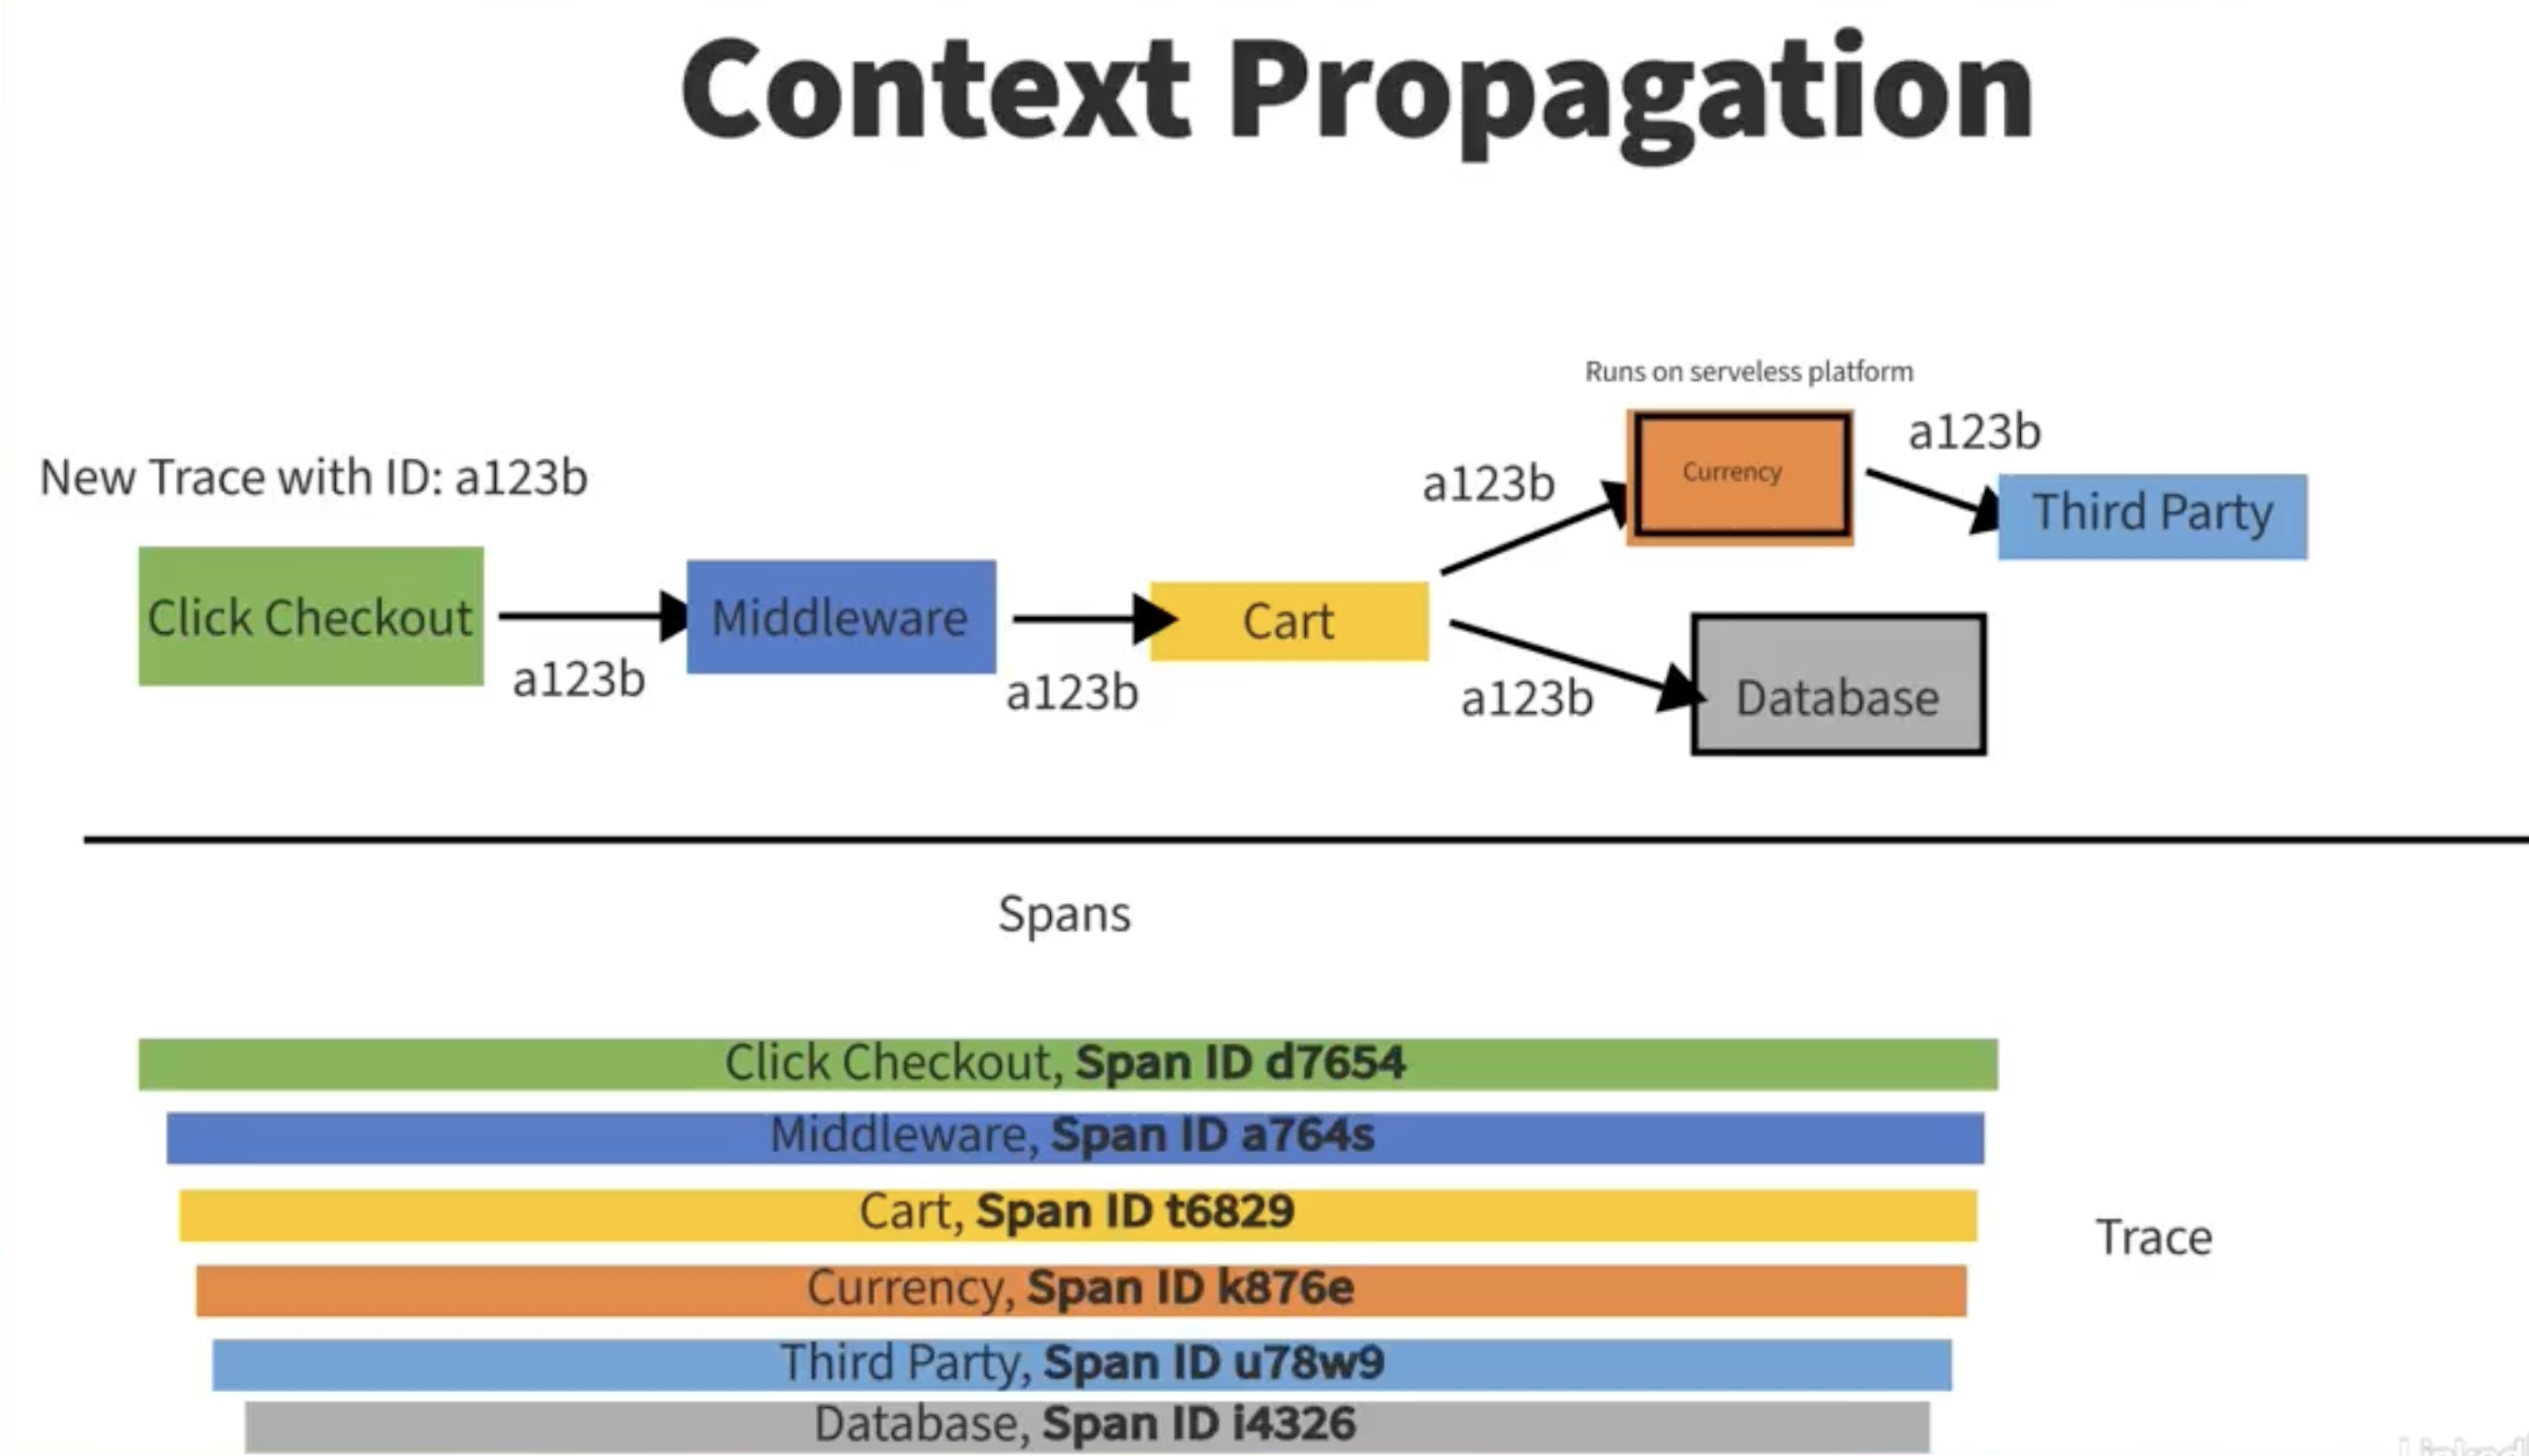 Context Propagation
Runs on serveless platform
a123b
Currency
a123b
New Trace with ID: a123b
Third Party
Click Checkout
Middleware
Cart
a123b
a123b
a123b
Database
Spans
Click Checkout, Span ID d7654
Middleware, Span ID a764s
Cart, Span ID t6829
Trace
Currency, Span ID k876e
Third Party, Span ID u78w9
Database, Span ID i4326